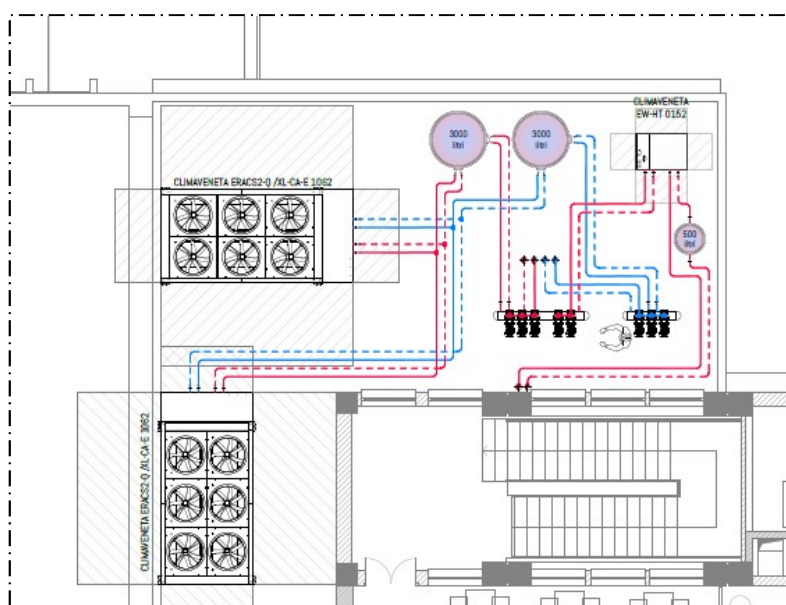 CLIMAVENETA
EW-HT 0152
3000
litri
3000
litri
CLIMAVENETA ERACS2-Q /XL-CA-E 1062
500
litri
CLIMAVENETA ERACS2-Q /XL-CA-E 1062